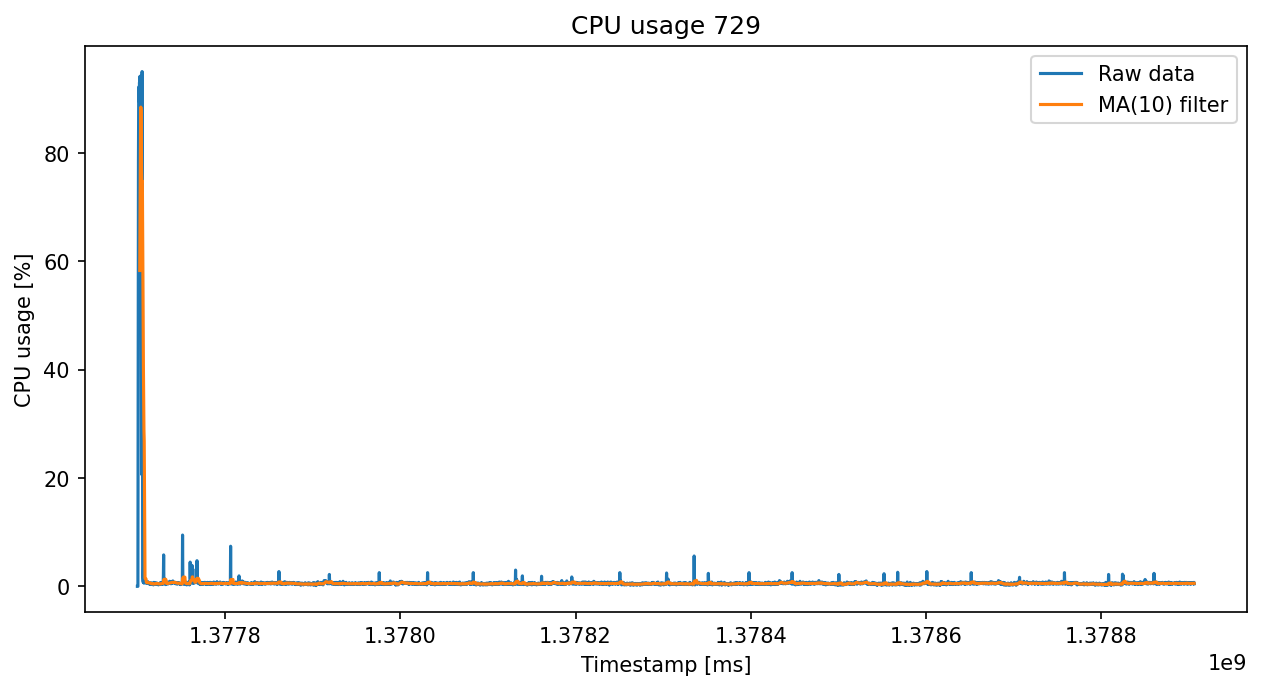 CPU usage 729
Raw data
MA(10) filter
CPU usage [%]
80
60
40
20
0
1.3778 1.3780 1.3782 1.3784 1.3786 1.3788
Timestamp [ms]
1e9